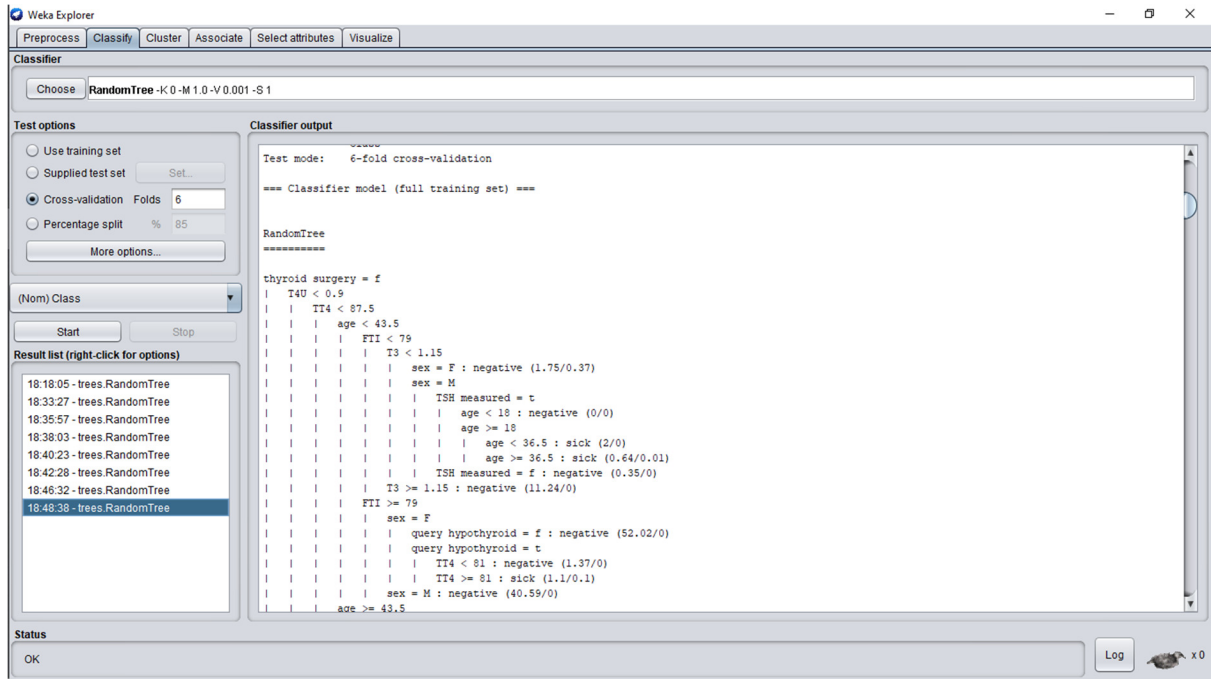 Weka Explorer
Preprocess Classify Cluster Associate Select attributes Visualize
Classifier
Choose RandomTree -K 0 -M 1.0 -V 0.001 -S 1
Test options
Use training set
Supplied test set Set...
Cross-validation Folds 6
Percentage split % 85
More options...
(Nom) Class
Start Stop
Result list (right-click for options)
18:18:05 - trees.RandomTree
18:33:27 - trees.RandomTree
18:35:57 - trees.RandomTree
18:38:03 - trees.RandomTree
18:40:23 - trees.RandomTree
18:42:28 - trees.RandomTree
18:46:32 - trees.RandomTree
18:48:38 - trees.RandomTree
Classifier output
Test mode: 6-fold cross-validation
=== Classifier model (full training set) ===
RandomTree
==========
thyroid surgery = f
| T4U < 0.9
| | TT4 < 87.5
| | | age < 43.5
| | | | FTI < 79
| | | | | T3 < 1.15
| | | | | | sex = F : negative (1.75/0.37)
| | | | | | sex = M
| | | | | | | TSH measured = t
| | | | | | | | age < 18 : negative (0/0)
| | | | | | | | age >= 18
| | | | | | | | | age < 36.5 : sick (2/0)
| | | | | | | | | age >= 36.5 : sick (0.64/0.01)
| | | | | | | TSH measured = f : negative (0.35/0)
| | | | | T3 >= 1.15 : negative (11.24/0)
| | | | FTI >= 79
| | | | | sex = F
| | | | | | query hypothyroid = f : negative (52.02/0)
| | | | | | query hypothyroid = t
| | | | | | | TT4 < 81 : negative (1.37/0)
| | | | | | | TT4 >= 81 : sick (1.1/0.1)
| | | | | sex = M : negative (40.59/0)
| | | age >= 43.5
Status
OK
Log x 0